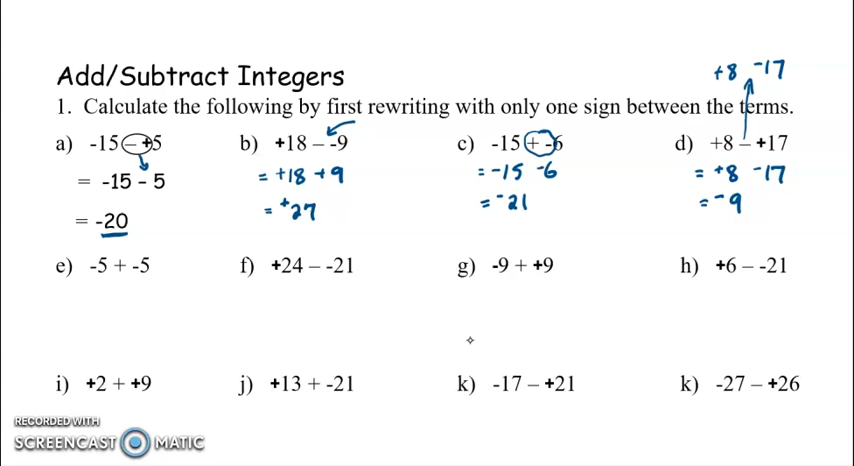 +8 -17
Add/Subtract Integers
1. Calculate the following by first rewriting with only one sign between the terms.
a) -15 – +5 b) +18 – -9 c) -15 + -6 d) +8 – +17
= -15 - 5 = +18 +9 = -15 -6 = +8 -17
= -20 = +27 = -21 = -9
e) -5 + -5 f) +24 – -21 g) -9 + +9 h) +6 – -21
i) +2 + +9 j) +13 + -21 k) -17 – +21 k) -27 – +26
RECORDED WITH
SCREENCAST MATIC